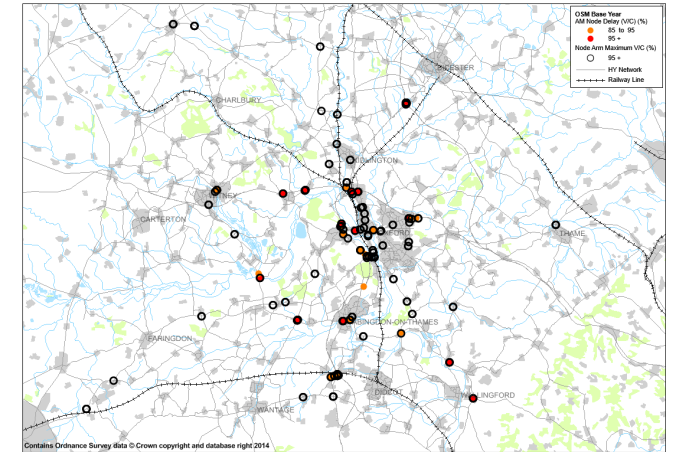 OSM Base Year
AM Node Delay (V/C) (%)
85 to 95
95 +
Node Arm Maximum V/C (%)
95 +
HY Network
Railway Line
BICESTER
CHARLBURY
KIDLINGTON
WITNEY
CARTERTON
OXFORD
THAME
ABINGDON-ON-THAMES
FARINGDON
DIDCOT
WALLINGFORD
WANTAGE
Contains Ordnance Survey data © Crown copyright and database right 2014